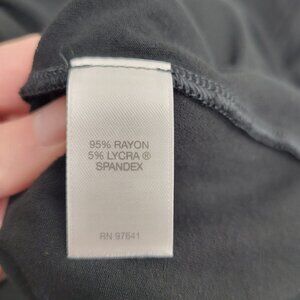 95% RAYON
5% LYCRA ®
SPANDEX
RN 97641